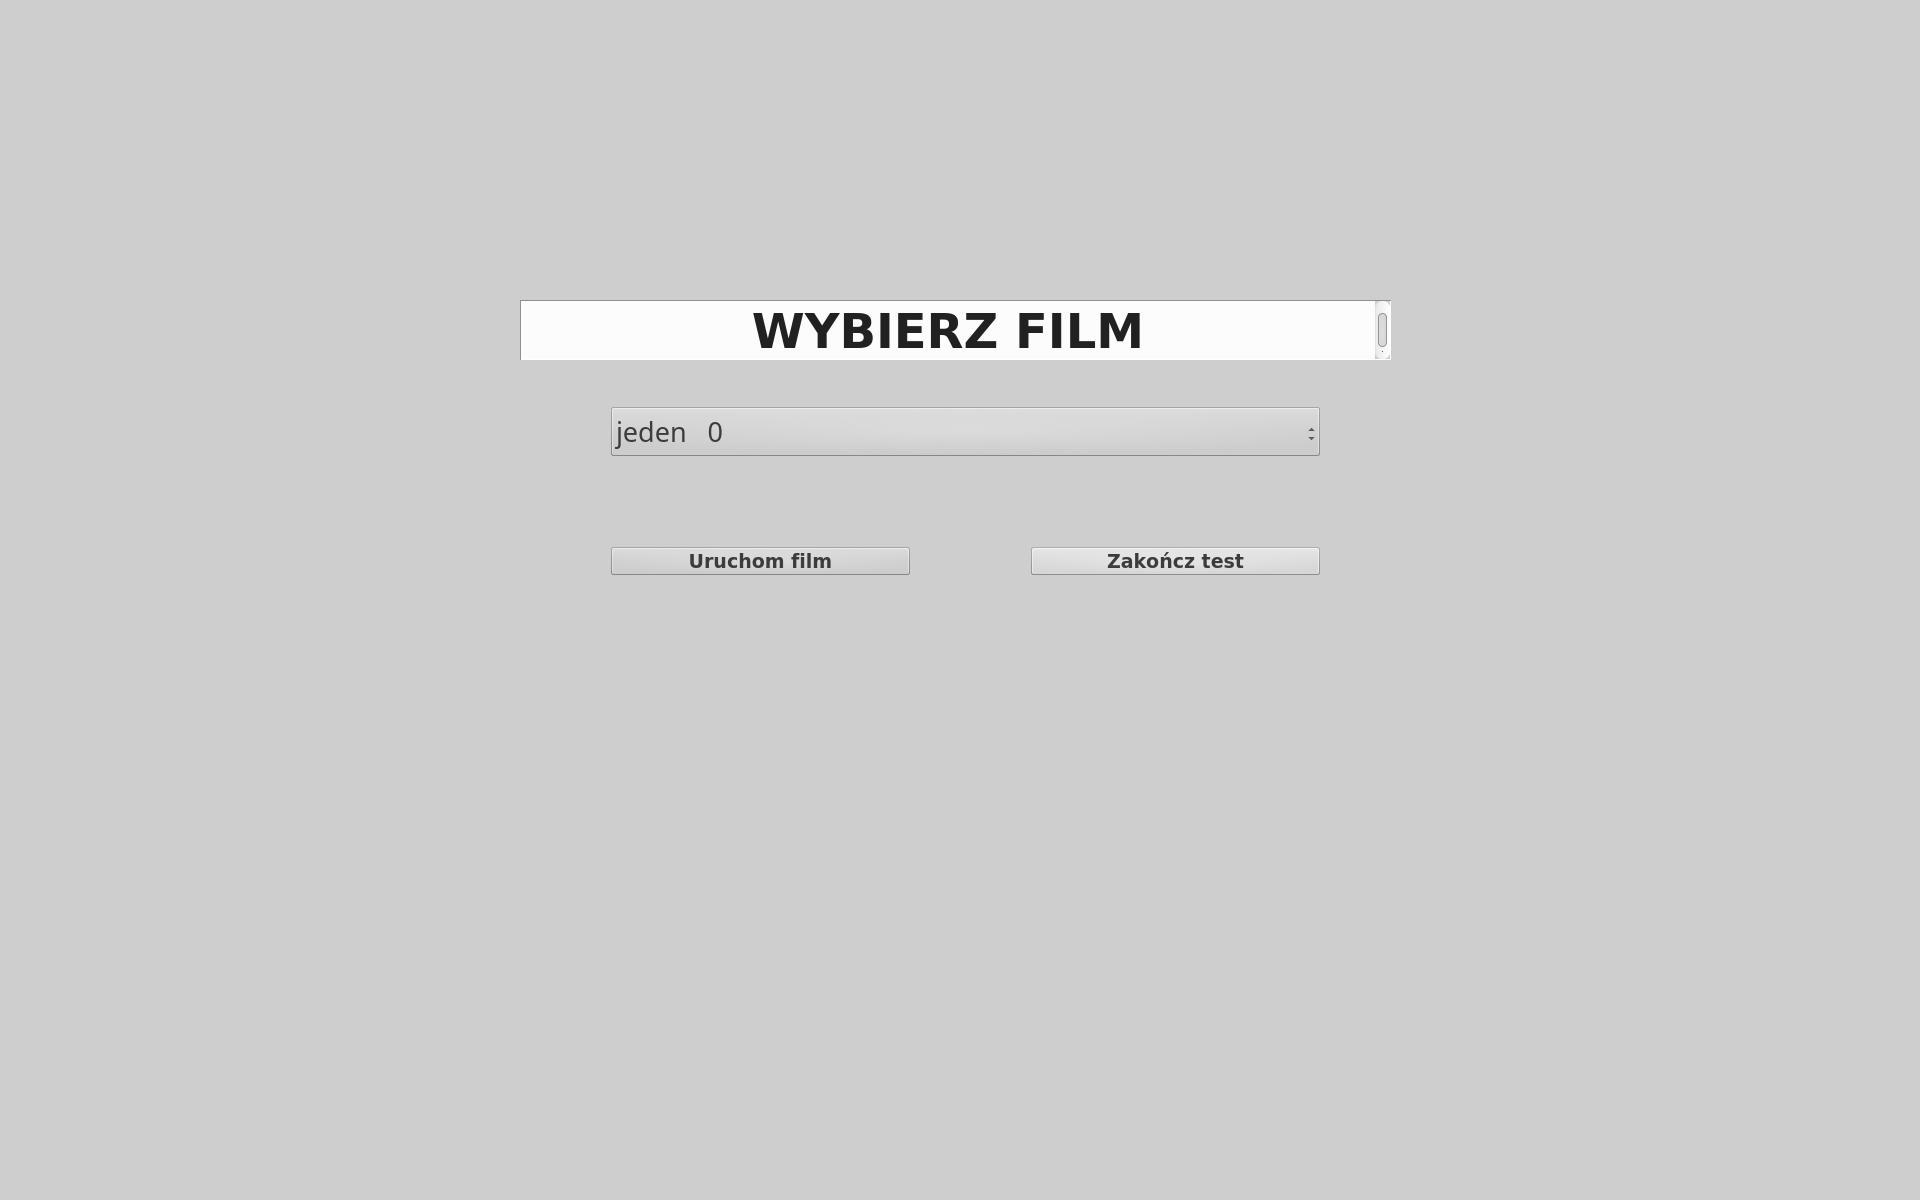 WYBIERZ FILM
jeden 0
Uruchom film
Zakończ test